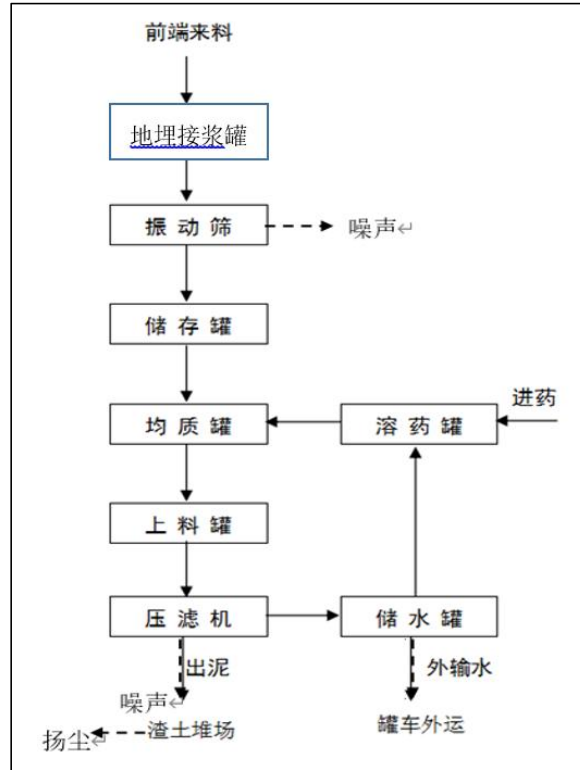 前端来料
地埋接浆罐
振动筛
噪声↵
储存罐
进药
均质罐
溶药罐
上料罐
压滤机
储水罐
出泥
外输水
噪声↵
扬尘↵
渣土堆场
罐车外运